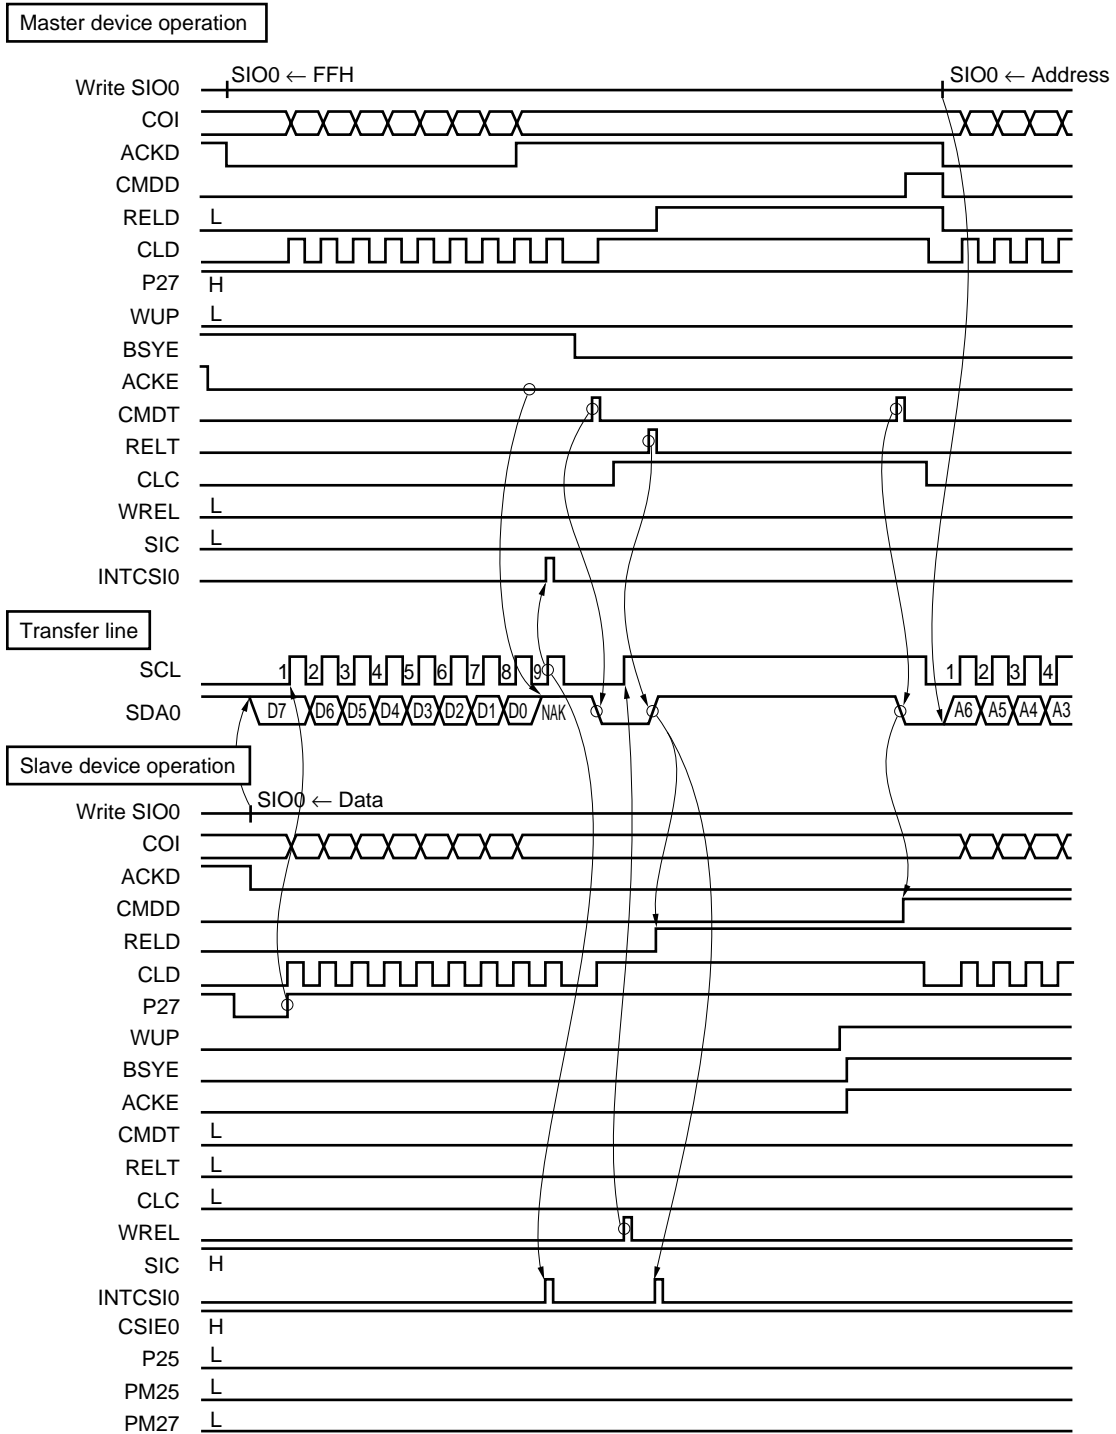 Master device operation
SIO0 ← FFH SIO0 ← Address
Write SIO0
COI
ACKD
CMDD
RELD L
CLD
P27 H
WUP L
BSYE
ACKE
CMDT
RELT
CLC
WREL L
SIC L
INTCSI0
Transfer line
SCL 1 2 3 4 5 6 7 8 9 1 2 3 4
SDA0 D7 D6 D5 D4 D3 D2 D1 D0 NAK A6 A5 A4 A3
Slave device operation
SIO0 ← Data
Write SIO0
COI
ACKD
CMDD
RELD
CLD
P27
WUP
BSYE
ACKE
CMDT L
RELT L
CLC L
WREL
SIC H
INTCSI0
CSIE0 H
P25 L
PM25 L
PM27 L